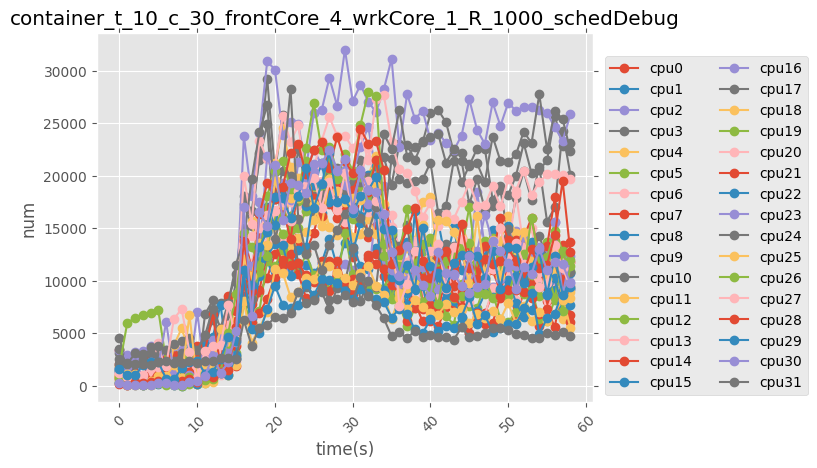 container_t_10_c_30_frontCore_4_wrkCore_1_R_1000_schedDebug
30000
25000
20000
15000
10000
5000
0
num
0
10
20
30
40
50
60
time(s)
cpu0
cpu1
cpu2
cpu3
cpu4
cpu5
cpu6
cpu7
cpu8
cpu9
cpu10
cpu11
cpu12
cpu13
cpu14
cpu15
cpu16
cpu17
cpu18
cpu19
cpu20
cpu21
cpu22
cpu23
cpu24
cpu25
cpu26
cpu27
cpu28
cpu29
cpu30
cpu31